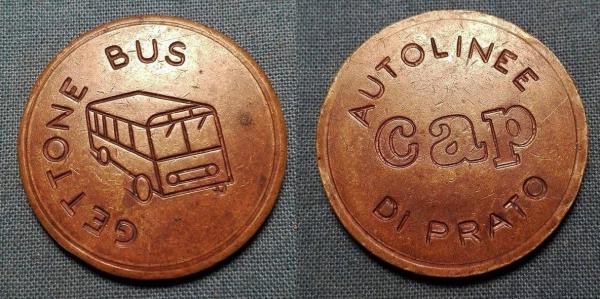 GETTONE BUS
AUTOLINEE
cap
DI PRATO